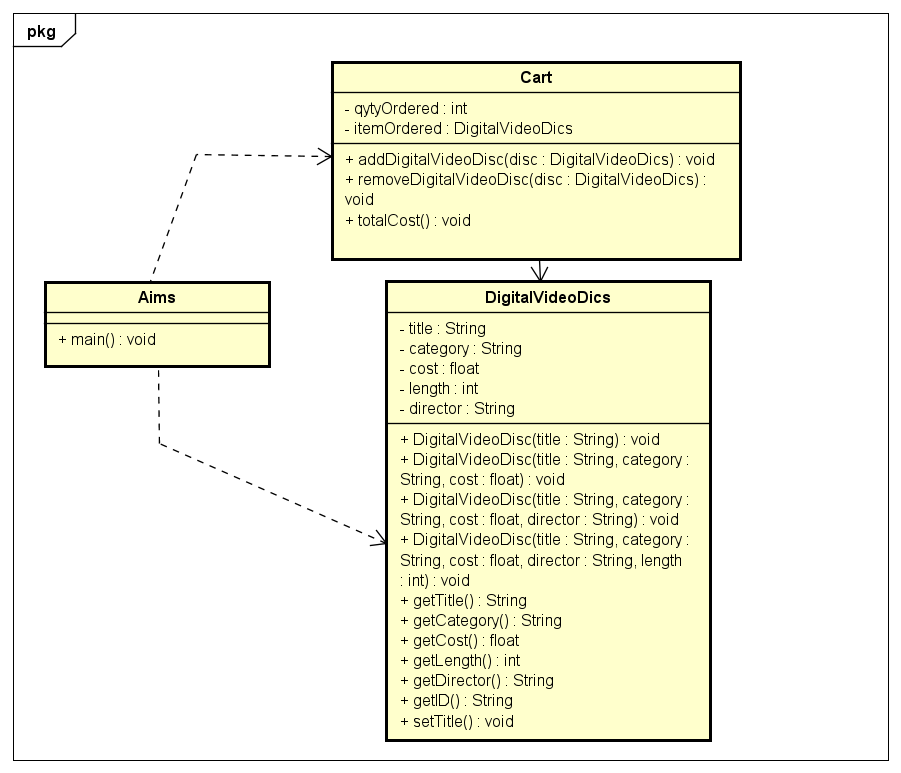 pkg
Cart
- qytyOrdered : int
- itemOrdered : DigitalVideoDics
+ addDigitalVideoDisc(disc : DigitalVideoDics) : void
+ removeDigitalVideoDisc(disc : DigitalVideoDics) :
void
+ totalCost() : void
Aims
+ main() : void
DigitalVideoDics
- title : String
- category : String
- cost : float
- length : int
- director : String
+ DigitalVideoDisc(title : String) : void
+ DigitalVideoDisc(title : String, category :
String, cost : float) : void
+ DigitalVideoDisc(title : String, category :
String, cost : float, director : String) : void
+ DigitalVideoDisc(title : String, category :
String, cost : float, director : String, length
: int) : void
+ getTitle() : String
+ getCategory() : String
+ getCost() : float
+ getLength() : int
+ getDirector() : String
+ getID() : String
+ setTitle() : void